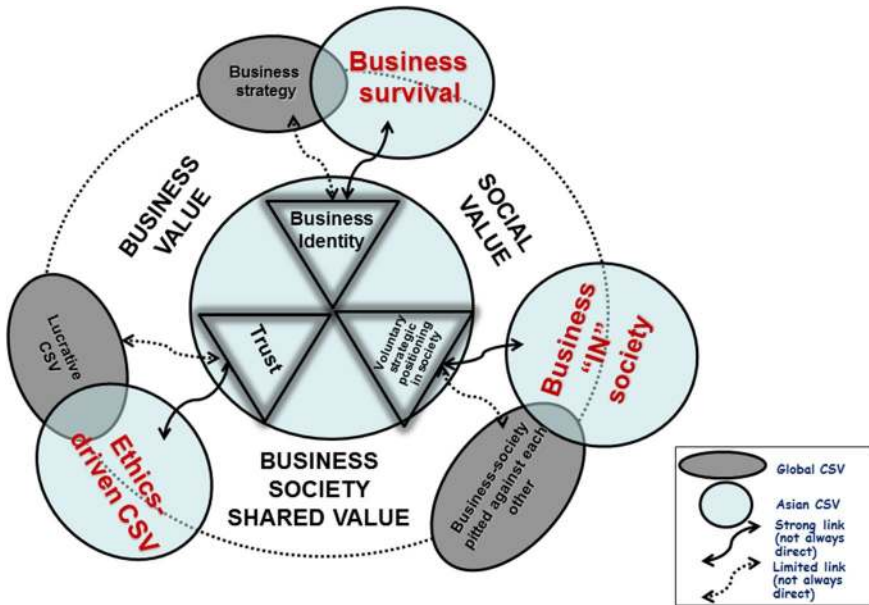 Business
strategy
Business
survival
BUSINESS
VALUE
SOCIAL
VALUE
Business
Identity
Trust
Voluntary
strategic
positioning
in society
Lucrative
CSV
Ethics-
driven CSV
Business
“IN”
society
Business-society
pitted against each
other
BUSINESS
SOCIETY
SHARED VALUE
Global CSV
Asian CSV
Strong link
(not always
direct)
Limited link
(not always
direct)